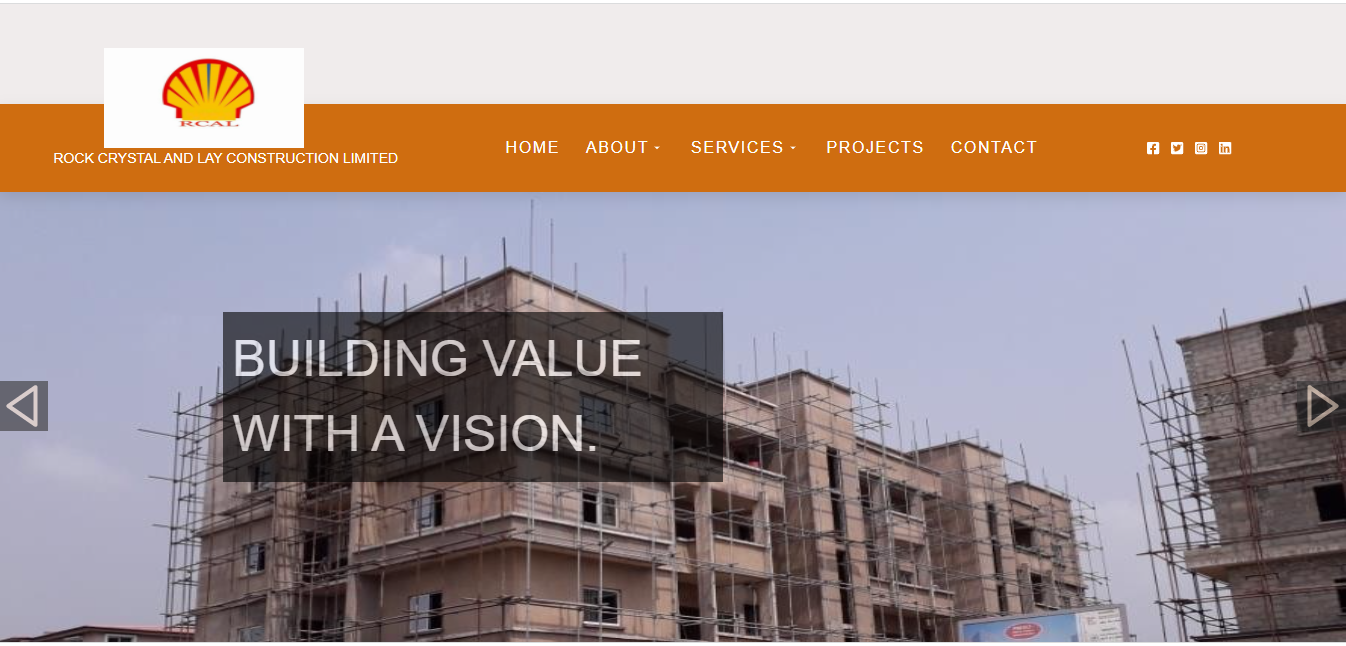 RCAL
ROCK CRYSTAL AND LAY CONSTRUCTION LIMITED
HOME ABOUT SERVICES PROJECTS CONTACT
BUILDING VALUE
WITH A VISION.